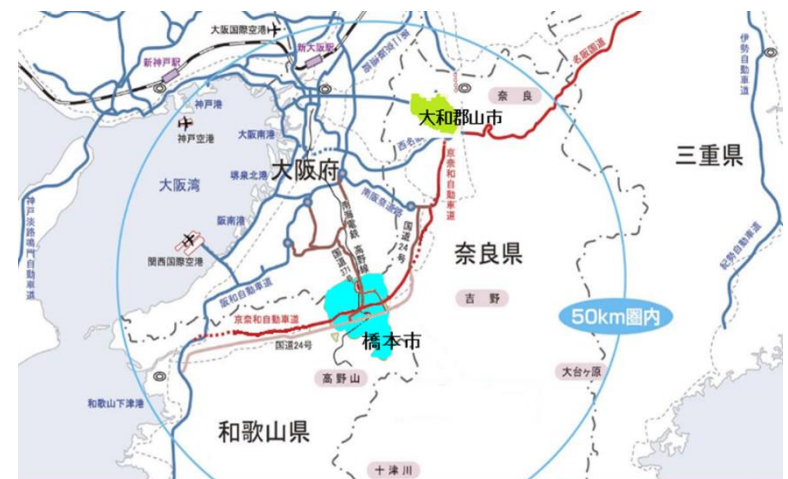 大阪国際空港
新大阪駅
新神戸駅
名阪国道
伊勢自動車道
奈良
神戸港
大和郡山市
神戸空港
大阪南港
西名
三重県
大阪府
京奈和自動車道
堺泉北港
大阪湾
南阪奈道路
神戸淡路鳴門自動車道
阪南港
南海電鉄
高野線
国道24号
奈良県
紀勢自動車道
関西国際空港
国道371号
阪和自動車道
吉野
50km圏内
京奈和自動車道
橋本市
国道24号
高野山
大台ヶ原
和歌山下津港
和歌山県
十津川